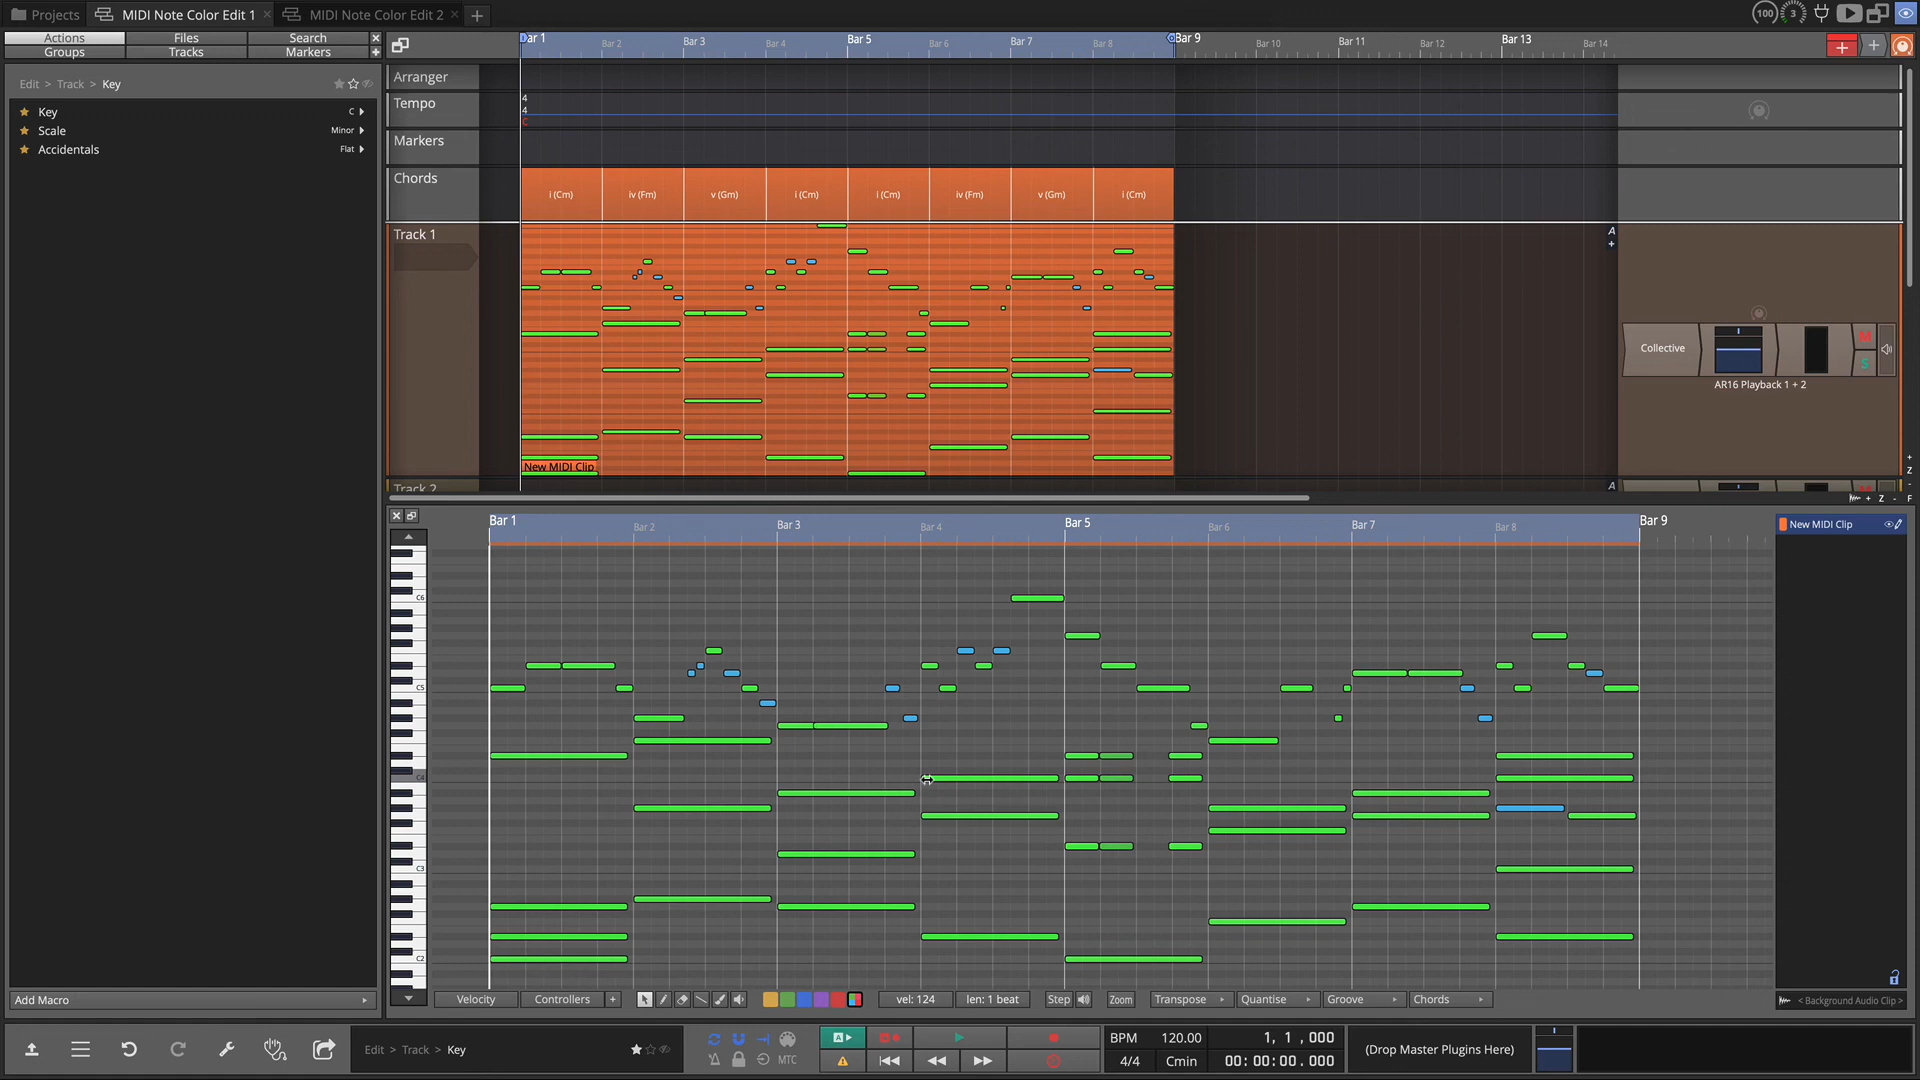 Projects
MIDI Note Color Edit 1
MIDI Note Color Edit 2
100
3
Actions
Files
Search
Groups
Tracks
Markers
Edit > Track > Key
Key
C
Scale
Minor
Accidentals
Flat
Add Macro
Bar 1
Bar 2
Bar 3
Bar 4
Bar 5
Bar 6
Bar 7
Bar 8
Bar 9
Bar 10
Bar 11
Bar 12
Bar 13
Bar 14
Arranger
Tempo
4
4
C
Markers
Chords
i (Cm)
iv (Fm)
v (Gm)
i (Cm)
i (Cm)
iv (Fm)
v (Gm)
i (Cm)
Track 1
New MIDI Clip
A
+
Collective
M
S
AR16 Playback 1 + 2
Track 2
A
+
Z
-
+ Z - F
Bar 1
Bar 2
Bar 3
Bar 4
Bar 5
Bar 6
Bar 7
Bar 8
Bar 9
New MIDI Clip
C6
C5
C4
C3
C2
Velocity
Controllers
+
vel: 124
len: 1 beat
Step
Zoom
Transpose
Quantise
Groove
Chords
< Background Audio Clip >
Edit > Track > Key
MTC
A
BPM
120.00
1, 1 ,000
4/4
Cmin
00:00:00.000
(Drop Master Plugins Here)